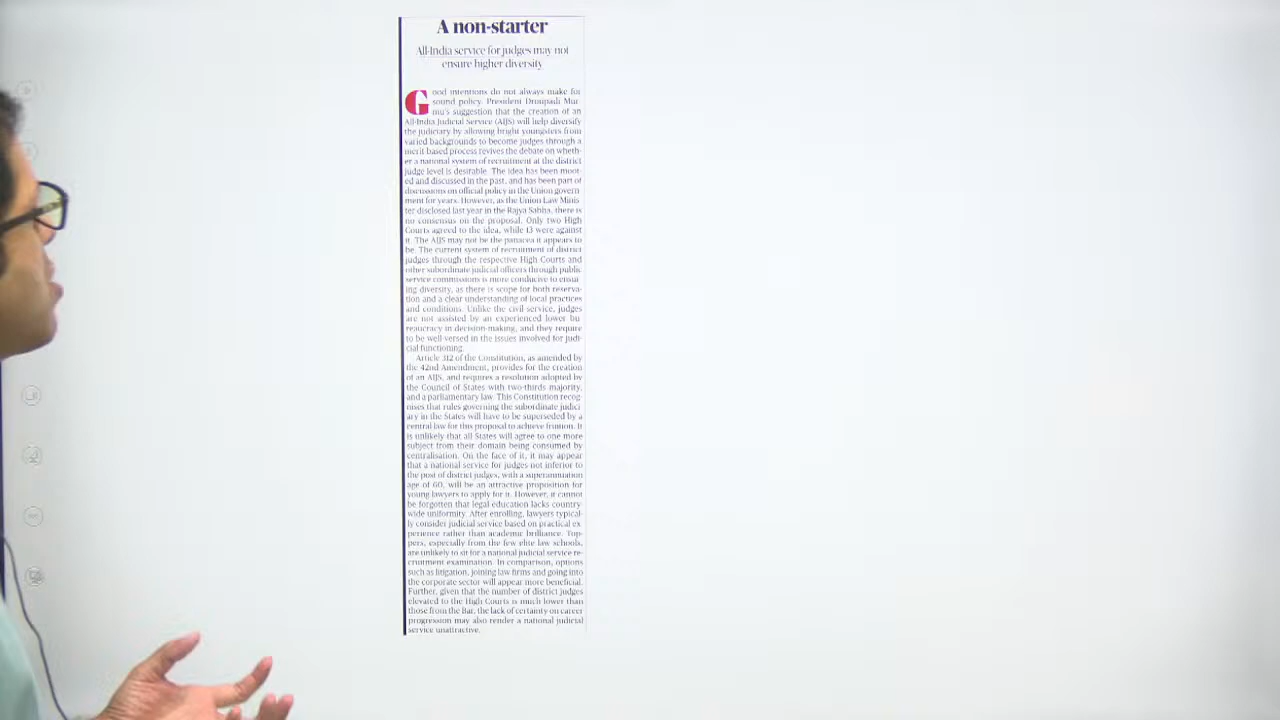 A non-starter
All-India service for judges may not
ensure higher diversity
Good intentions do not always make for
sound policy. President Droupadi Mur-
mu's suggestion that the creation of an
All-India Judicial Service (AIJS) will help diversify
the judiciary by allowing bright youngsters from
varied backgrounds to become judges through a
merit-based process revives the debate on wheth-
er a national system of recruitment at the district
judge level is desirable. The idea has been moot-
ed and discussed in the past, and has been part of
discussions on official policy in the Union govern-
ment for years. However, as the Union Law Minis-
ter disclosed last year in the Rajya Sabha, there is
no consensus on the proposal. Only two High
Courts agreed to the idea, while 13 were against
it. The AIJS may not be the panacea it appears to
be. The current system of recruitment of district
judges through the respective High Courts and
other subordinate judicial officers through public
service commissions is more conducive to ensur-
ing diversity, as there is scope for both reserva-
tion and a clear understanding of local practices
and conditions. Unlike the civil service, judges
are not assisted by an experienced lower bu-
reaucracy in decision-making, and they require
to be well-versed in the issues involved for judi-
cial functioning.
Article 312 of the Constitution, as amended by
the 42nd Amendment, provides for the creation
of an AIJS, and requires a resolution adopted by
the Council of States with two-thirds majority,
and a parliamentary law. This Constitution recog-
nises that rules governing the subordinate judici-
ary in the States will have to be superseded by a
central law for this proposal to achieve fruition. It
is unlikely that all States will agree to one more
subject from their domain being consumed by
centralisation. On the face of it, it may appear
that a national service for judges not inferior to
the post of district judges, with a superannuation
age of 60, will be an attractive proposition for
young lawyers to apply for it. However, it cannot
be forgotten that legal education lacks country-
wide uniformity. After enrolling, lawyers typical-
ly consider judicial service based on practical ex-
perience rather than academic brilliance. Top-
pers, especially from the few elite law schools,
are unlikely to sit for a national judicial service re-
cruitment examination. In comparison, options
such as litigation, joining law firms and going into
the corporate sector will appear more beneficial.
Further, given that the number of district judges
elevated to the High Courts is much lower than
those from the Bar, the lack of certainty on career
progression may also render a national judicial
service unattractive.